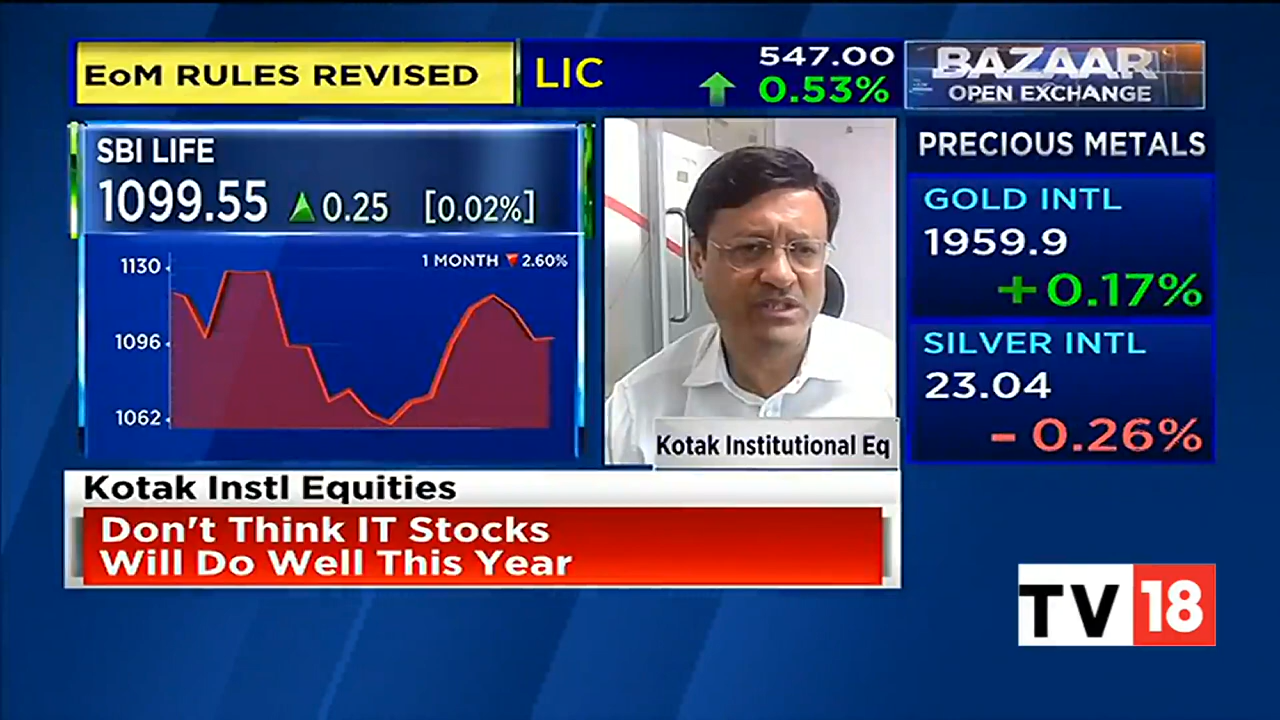 EoM RULES REVISED
LIC
547.00
0.53%
BAZAAR
OPEN EXCHANGE
SBI LIFE
1099.55 ▲ 0.25 [0.02%]
1 MONTH ▼ 2.60%
1130
1096
1062
Kotak Institutional Eq
PRECIOUS METALS
GOLD INTL
1959.9
+0.17%
SILVER INTL
23.04
- 0.26%
Kotak Instl Equities
Don't Think IT Stocks
Will Do Well This Year
TV18